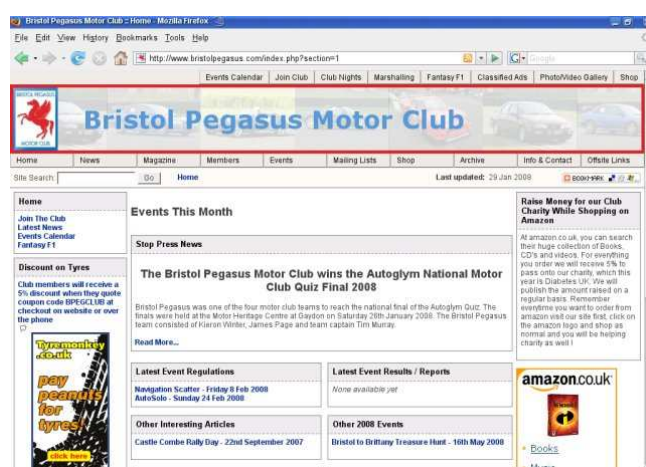 Bristol Pegasus Motor Club :: Home - Mozilla Firefox
File Edit View History Bookmarks Tools Help
http://www.bristolpegasus.com/index.php?section=1
Google
Events Calendar Join Club Club Nights Marshalling Fantasy F1 Classified Ads Photo/Video Gallery Shop
BRISTOL PEGASUS
MOTOR CLUB
Bristol Pegasus Motor Club
Home News Magazine Members Events Mailing Lists Shop Archive Info & Contact Offsite Links
Site Search: Go Home Last updated: 29 Jan 2008 BOOKMARK
Home
Join The Club
Latest News
Events Calendar
Fantasy F1
Discount on Tyres
Club members will receive a
5% discount when they quote
coupon code BPEGCLUB at
checkout on website or over
the phone
Tyremonkey
.co.uk
pay
peanuts
for
tyres!
click here
Events This Month
Stop Press News
The Bristol Pegasus Motor Club wins the Autoglym National Motor
Club Quiz Final 2008
Bristol Pegasus was one of the four motor club teams to reach the national final of the Autoglym Quiz. The
finals were held at the Motor Heritage Centre at Gaydon on Saturday 26th January 2008. The Bristol Pegasus
team consisted of Kieron Winter, James Page and team captain Tim Murray.
Read More...
Latest Event Regulations
Navigation Scatter - Friday 8 Feb 2008
AutoSolo - Sunday 24 Feb 2008
Latest Event Results / Reports
None available yet
Other Interesting Articles
Castle Combe Rally Day - 22nd September 2007
Other 2008 Events
Bristol to Brittany Treasure Hunt - 16th May 2008
Raise Money for our Club
Charity While Shopping on
Amazon
At amazon.co.uk, you can search
their huge collection of Books,
CD's and videos. For everything
you order we will receive 5% to
pass onto our charity, which this
year is Diabetes UK. We will
publish the amount raised on a
regular basis. Remember
everytime you want to order from
amazon visit our site first, click on
the amazon logo and shop as
normal and you will be helping
charity as well !
amazon.co.uk
Books
Music